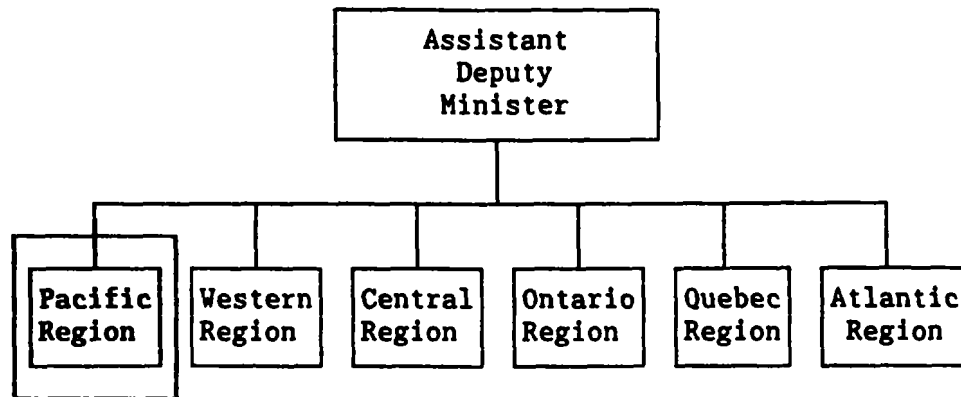 Assistant
Deputy
Minister
Pacific Region
Western Region
Central Region
Ontario Region
Quebec Region
Atlantic Region